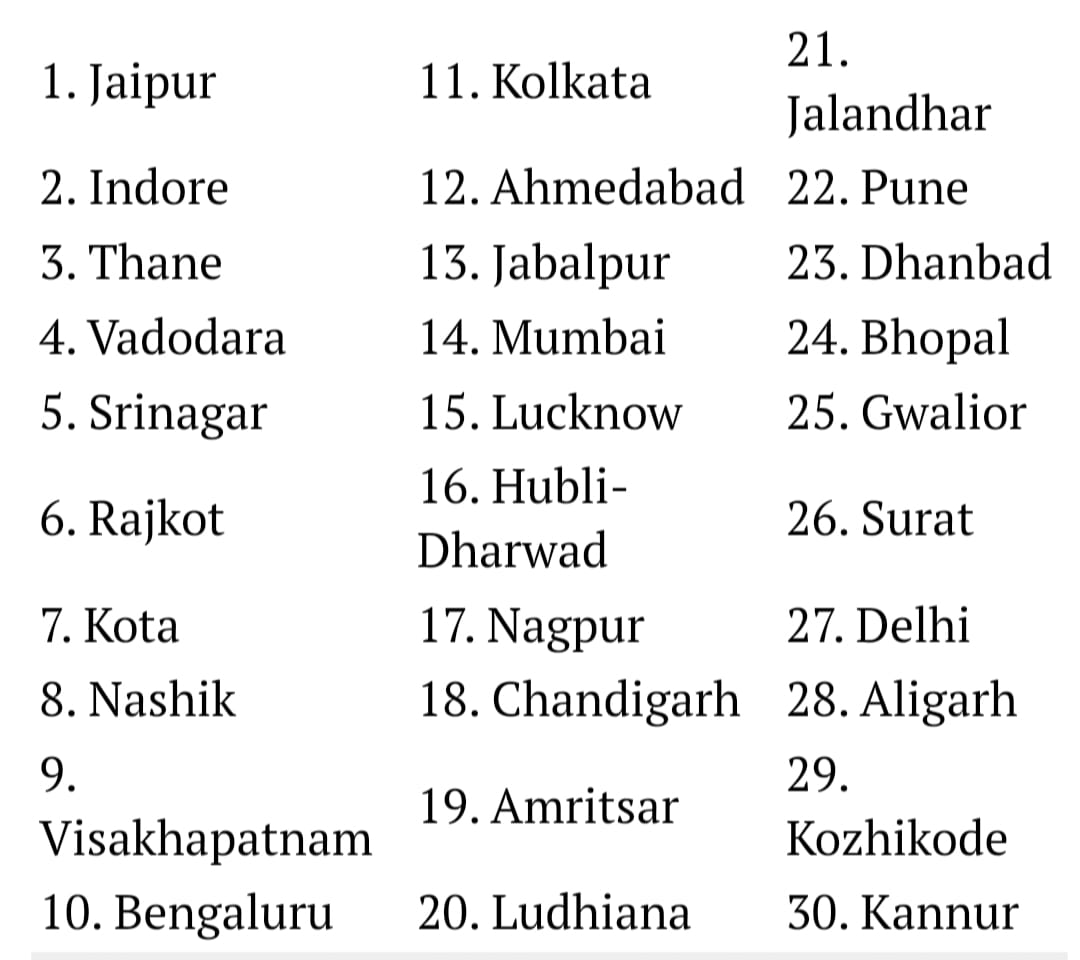 1. Jaipur
11. Kolkata
21.
Jalandhar
2. Indore
12. Ahmedabad
22. Pune
3. Thane
13. Jabalpur
23. Dhanbad
4. Vadodara
14. Mumbai
24. Bhopal
5. Srinagar
15. Lucknow
25. Gwalior
6. Rajkot
16. Hubli-
Dharwad
26. Surat
7. Kota
17. Nagpur
27. Delhi
8. Nashik
18. Chandigarh
28. Aligarh
9.
Visakhapatnam
19. Amritsar
29.
Kozhikode
10. Bengaluru
20. Ludhiana
30. Kannur